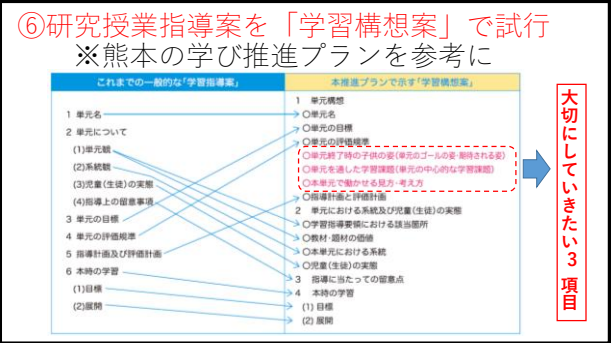 ⑥研究授業指導案を「学習構想案」で試行
※熊本の学び推進プランを参考に
これまでの一般的な「学習指導案」
1 単元名
2 単元について
(1)単元観
(2)系統観
(3)児童(生徒)の実態
(4)指導上の留意事項
3 単元の目標
4 単元の評価規準
5 指導計画及び評価計画
6 本時の学習
(1)目標
(2)展開
本推進プランで示す「学習構想案」
1 単元構想
〇単元名
〇単元の目標
〇単元の評価規準
〇単元終了時の子供の姿(単元のゴールの姿・期待される姿)
〇単元を通した学習課題(単元の中心的な学習課題)
〇本単元で働かせる見方・考え方
〇指導計画と評価計画
2 単元における系統及び児童(生徒)の実態
〇学習指導要領における該当箇所
〇教材・題材の価値
〇本単元における系統
〇児童(生徒)の実態
3 指導に当たっての留意点
4 本時の学習
(1) 目標
(2) 展開
大切にしていきたい3項目